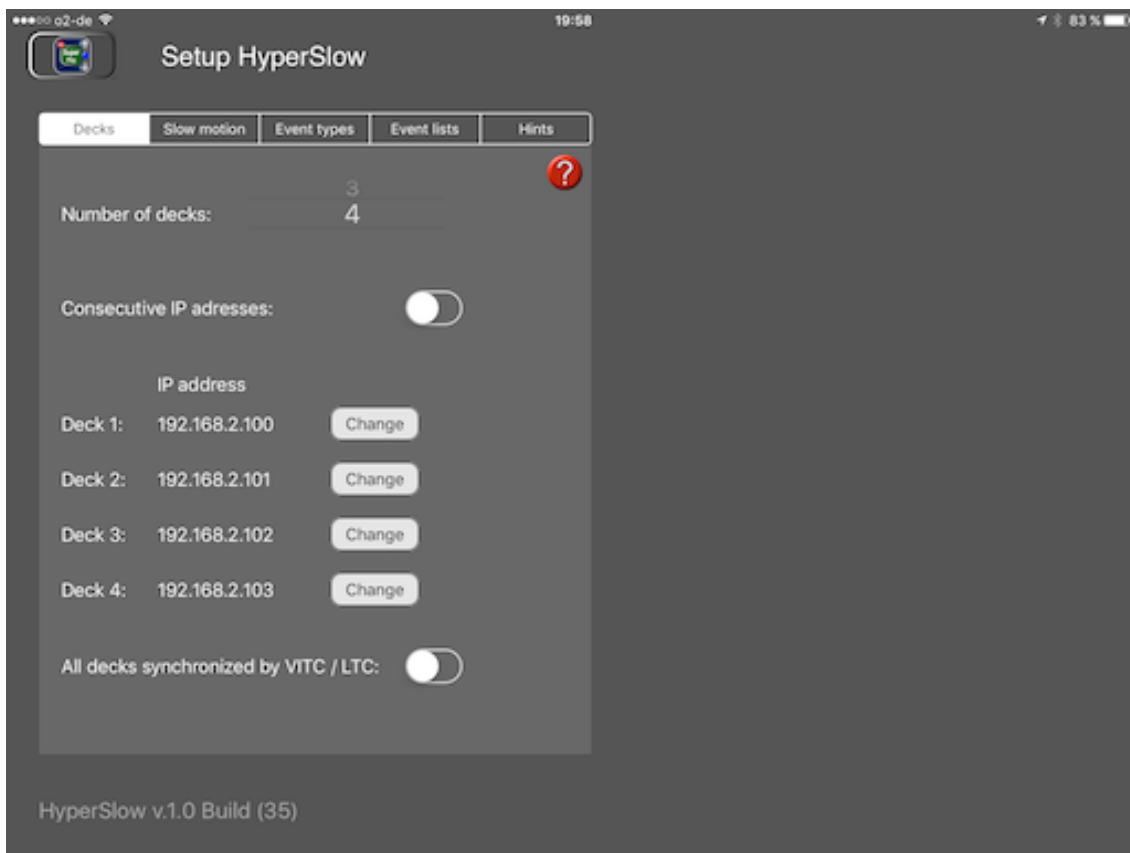 o2-de 19:58 83 %
Setup HyperSlow
Decks Slow motion Event types Event lists Hints
?
3
Number of decks: 4
Consecutive IP adresses:
IP address
Deck 1: 192.168.2.100 Change
Deck 2: 192.168.2.101 Change
Deck 3: 192.168.2.102 Change
Deck 4: 192.168.2.103 Change
All decks synchronized by VITC / LTC:
HyperSlow v.1.0 Build (35)